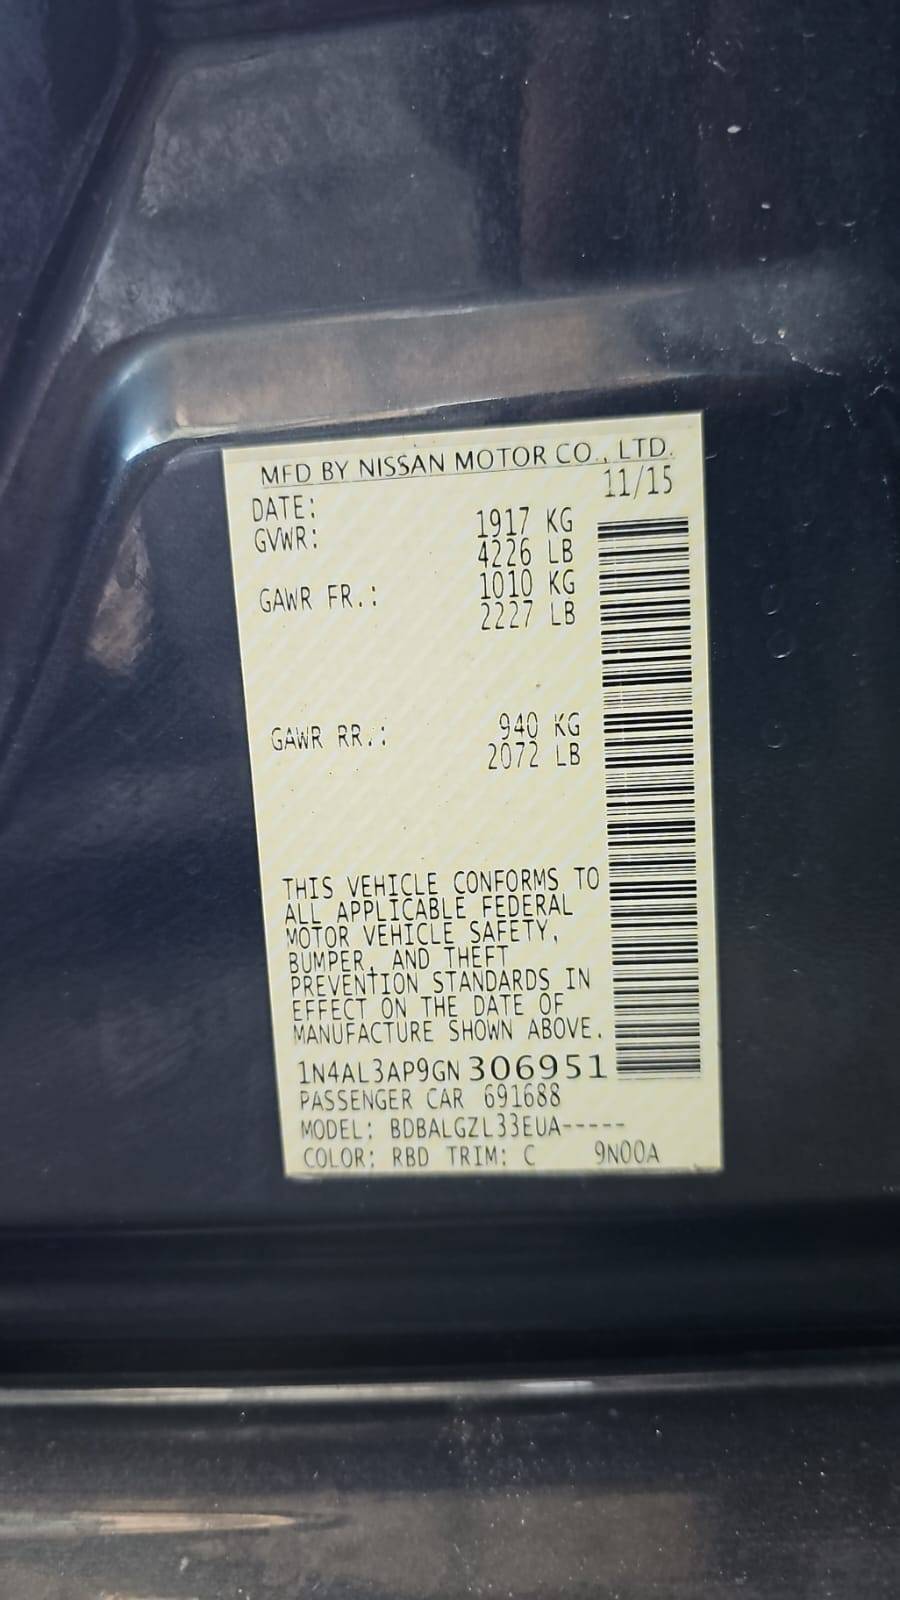 MFD BY NISSAN MOTOR CO., LTD.
DATE: 11/15
GVWR: 1917 KG
4226 LB
GAWR FR.: 1010 KG
2227 LB
GAWR RR.: 940 KG
2072 LB
THIS VEHICLE CONFORMS TO
ALL APPLICABLE FEDERAL
MOTOR VEHICLE SAFETY,
BUMPER, AND THEFT
PREVENTION STANDARDS IN
EFFECT ON THE DATE OF
MANUFACTURE SHOWN ABOVE.
1N4AL3AP9GN 306951
PASSENGER CAR 691688
MODEL: BDBALGZL33EUA-----
COLOR: RBD TRIM: C 9N00A